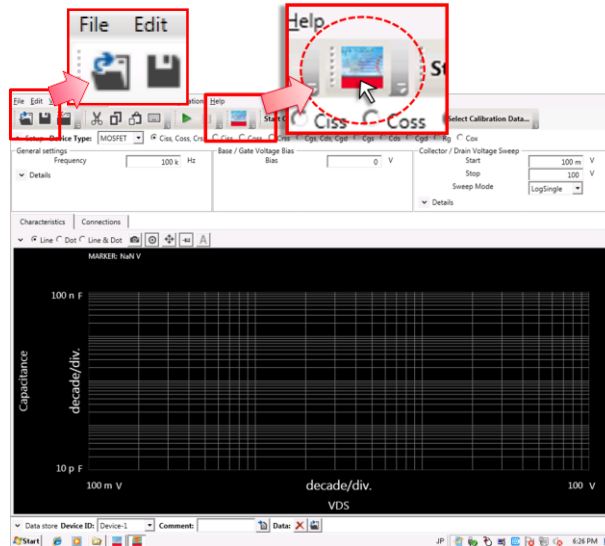 File Edit
Help
St
Ciss Coss
File Edit
Help
Start C
Select Calibration Data...
Setup Device Type: MOSFET Ciss, Coss, Crss Ciss Coss Crss Cgs, Cds, Cgd Cgs Cds Cgd Rg Cox
General settings
Base / Gate Voltage Bias
Collector / Drain Voltage Sweep
Frequency 100 k Hz
Bias 0 V
Start 100 m V
Details
Stop 100 V
Sweep Mode LogSingle
Details
Characteristics Connections
Line Dot Line & Dot
MARKER: NaN V
100 n F
Capacitance
decade/div.
10 p F
100 m V
decade/div.
100 V
VDS
Data store Device ID: Device-1 Comment: Data:
Start JP 6:26 PM